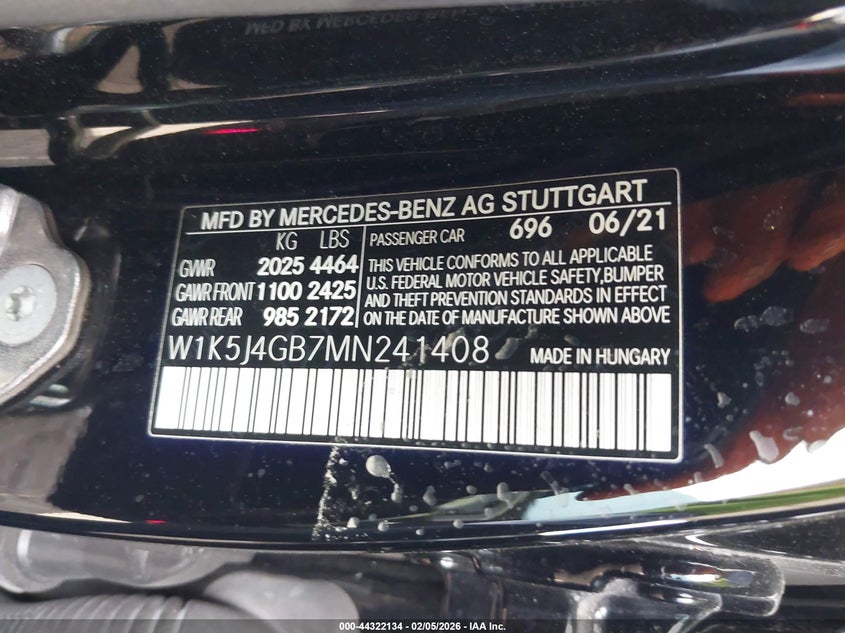 MFD BY MERCEDES-BENZ AG STUTTGART
KG LBS
PASSENGER CAR 696 06/21
GVWR 2025 4464
GAWR FRONT 1100 2425
GAWR REAR 985 2172
THIS VEHICLE CONFORMS TO ALL APPLICABLE
U.S. FEDERAL MOTOR VEHICLE SAFETY,BUMPER
AND THEFT PREVENTION STANDARDS IN EFFECT
ON THE DATE OF MANUFACTURE SHOWN ABOVE
W1K5J4GB7MN241408
MADE IN HUNGARY
000-44322134 - 02/05/2026 - IAA Inc.